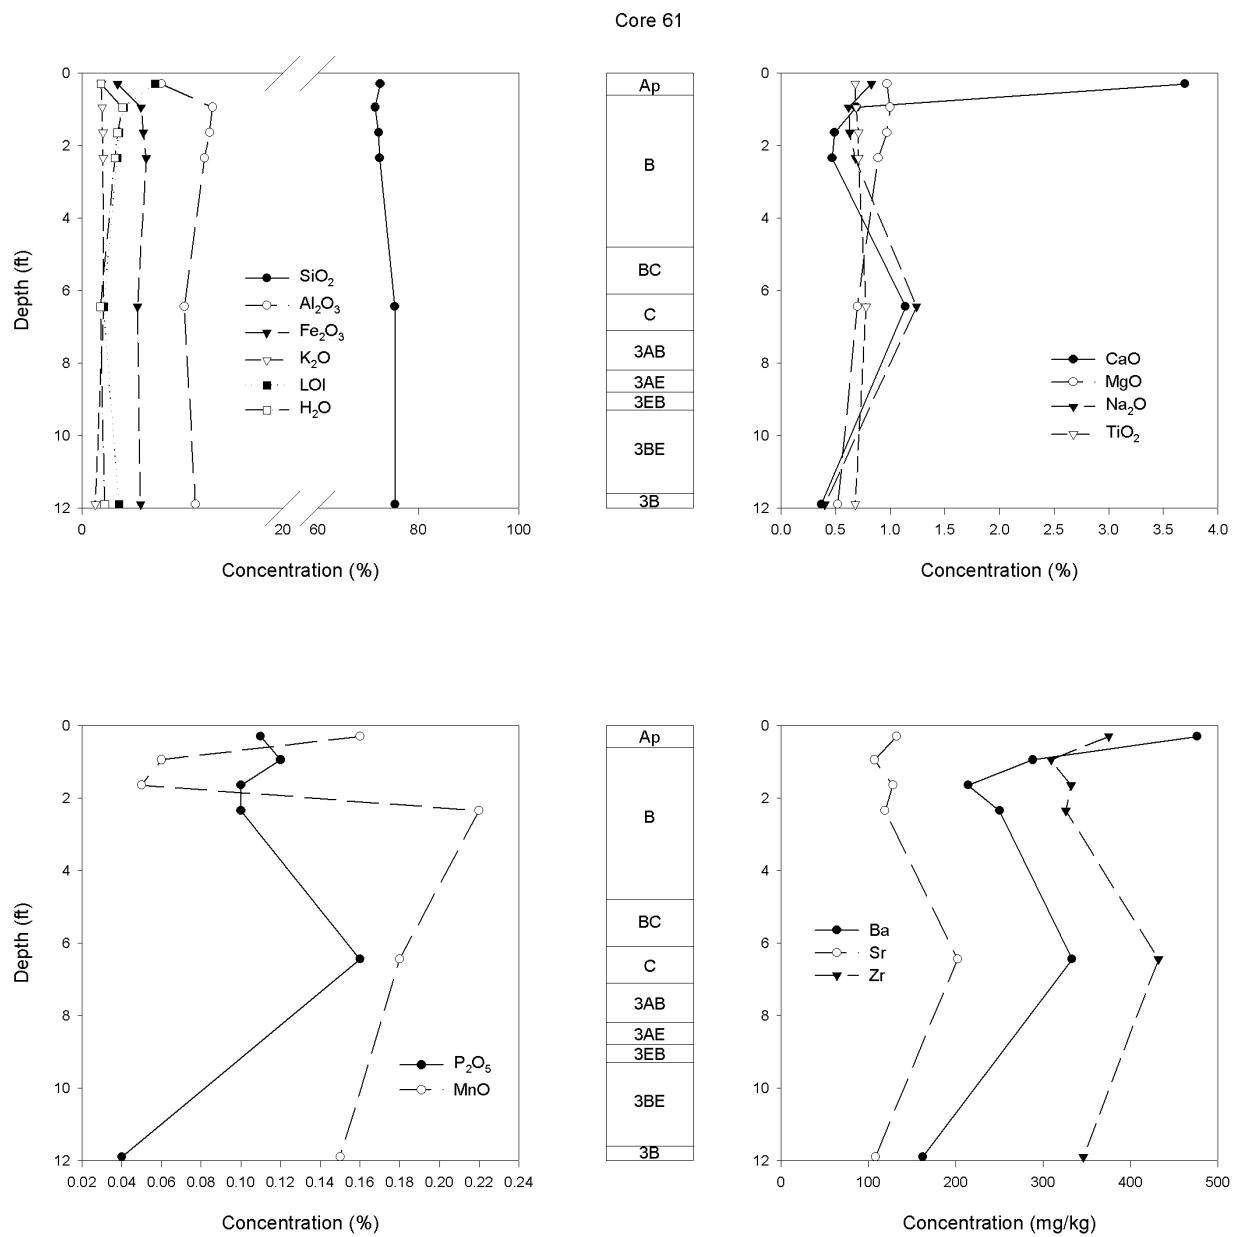 Core 61
0
2
4
6
8
10
12
Depth (ft)
SiO₂
Al₂O₃
Fe₂O₃
K₂O
LOI
H₂O
0 20 60 80 100
Concentration (%)
Ap
B
BC
C
3AB
3AE
3EB
3BE
3B
0
2
4
6
8
10
12
CaO
MgO
Na₂O
TiO₂
0.0 0.5 1.0 1.5 2.0 2.5 3.0 3.5 4.0
Concentration (%)
0
2
4
6
8
10
12
Depth (ft)
P₂O₅
MnO
0.02 0.04 0.06 0.08 0.10 0.12 0.14 0.16 0.18 0.20 0.22 0.24
Concentration (%)
Ap
B
BC
C
3AB
3AE
3EB
3BE
3B
0
2
4
6
8
10
12
Ba
Sr
Zr
0 100 200 300 400 500
Concentration (mg/kg)